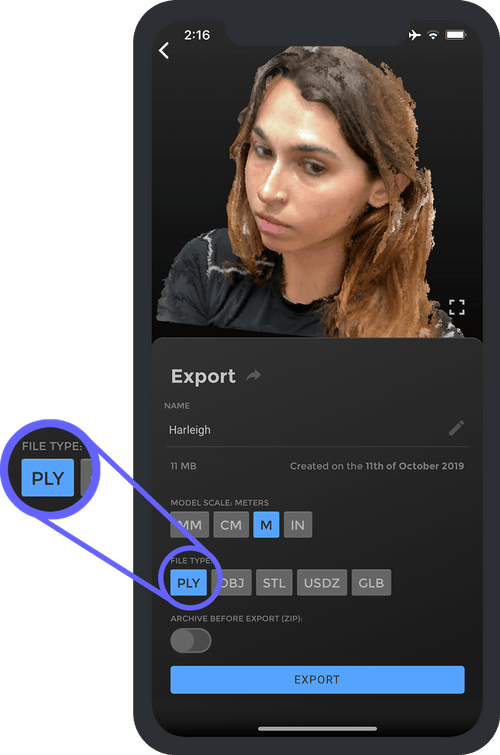 2:16
Export
NAME
Harleigh
11 MB
Created on the 11th of October 2019
MODEL SCALE: METERS
MM CM M IN
FILE TYPE:
PLY
FILE TYPE:
PLY OBJ STL USDZ GLB
ARCHIVE BEFORE EXPORT (ZIP):
EXPORT